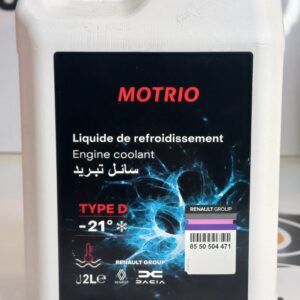 MOTRIO
Liquide de refroidissement
Engine coolant
سائل تبريد
TYPE D
-21°
RENAULT GROUP
85 50 504 471
2L℮
RENAULT GROUP
RENAULT
DACIA